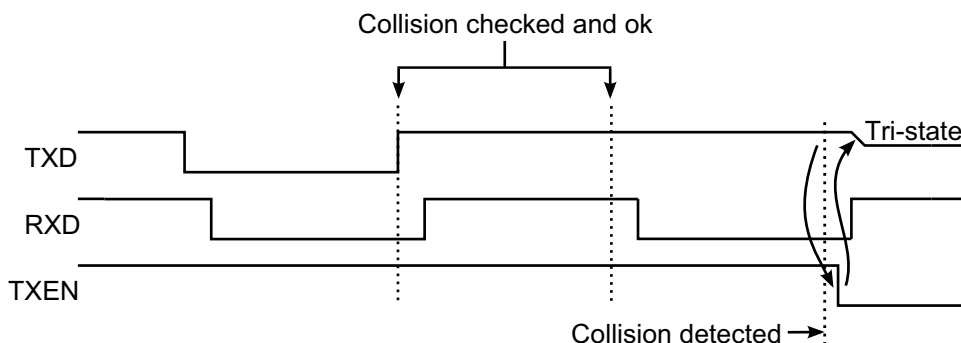 Collision checked and ok
Tri-state
TXD
RXD
TXEN
Collision detected